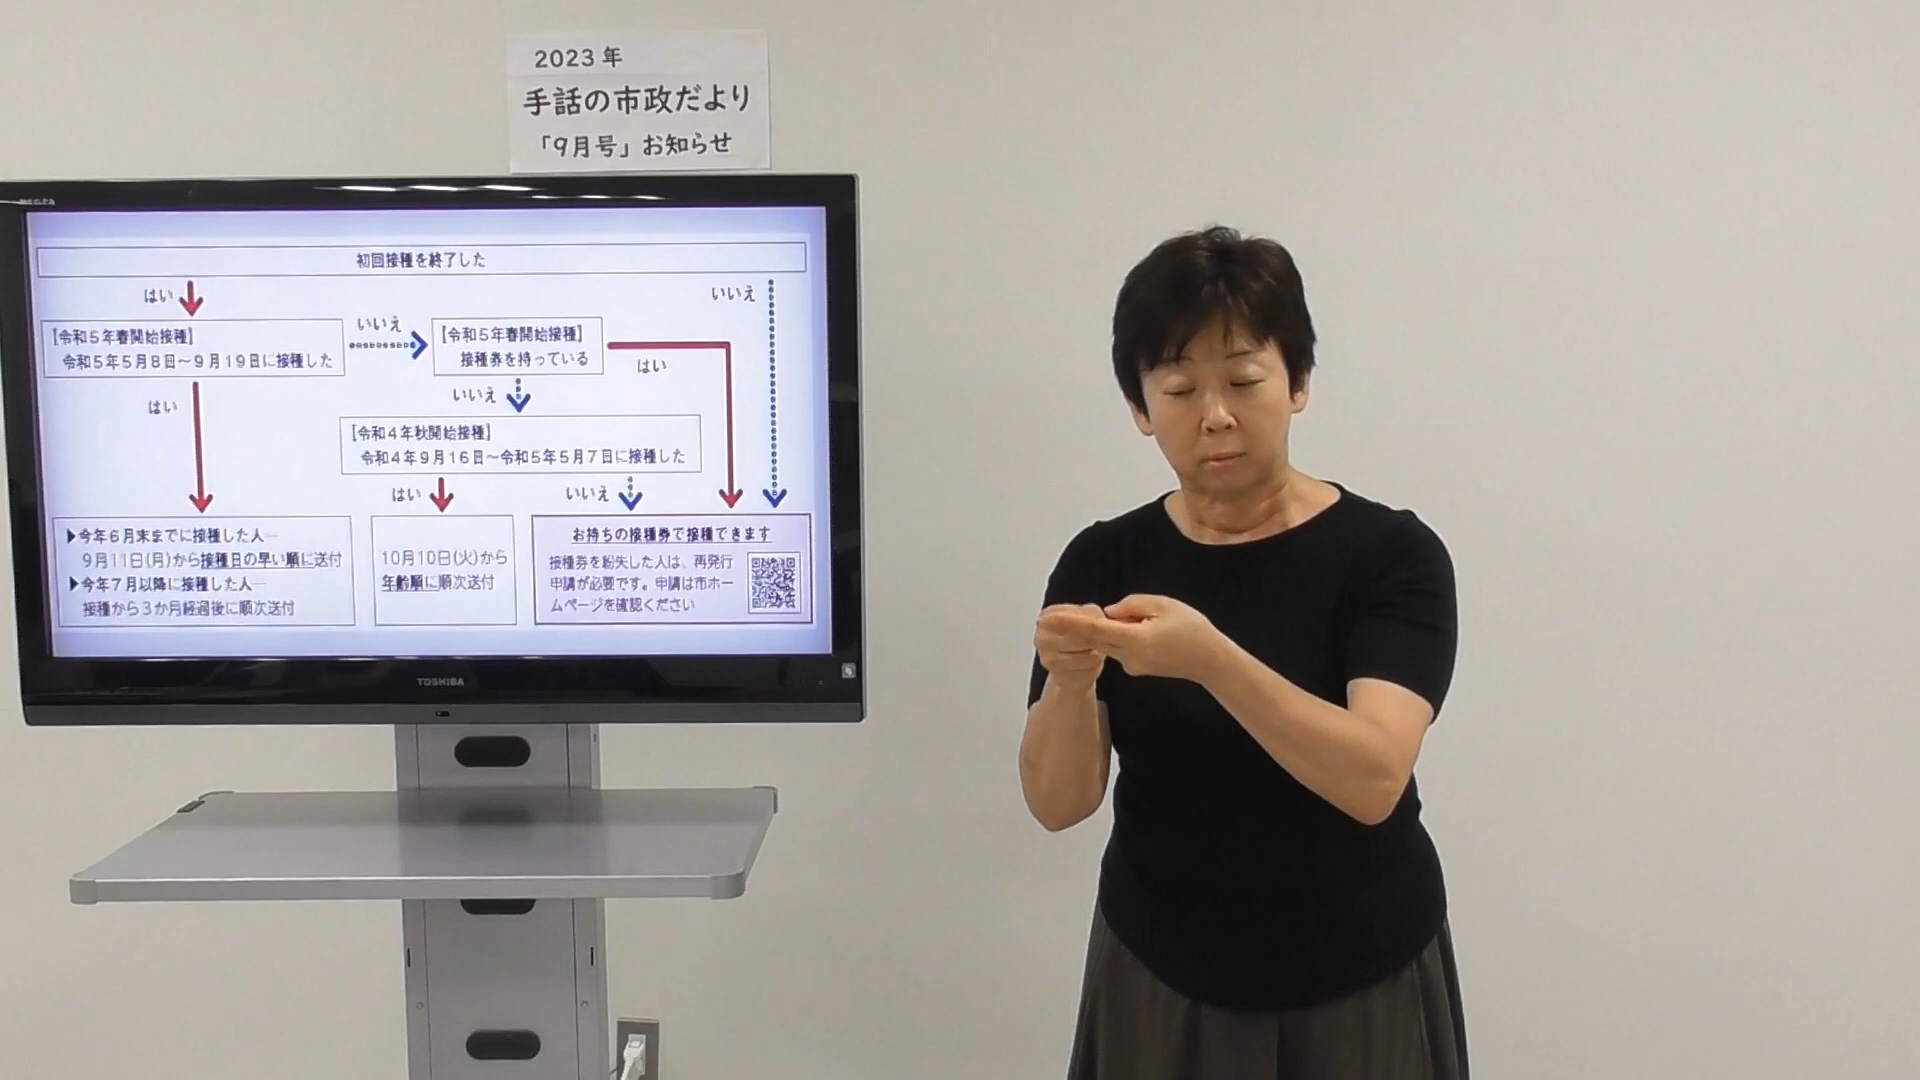 2023年
手話の市政だより
「9月号」お知らせ
初回接種を終了した
はい
いいえ
【令和5年春開始接種】
令和5年5月8日～9月19日に接種した
いいえ
【令和5年春開始接種】
接種券を持っている
はい
はい
いいえ
【令和4年秋開始接種】
令和4年9月16日～令和5年5月7日に接種した
はい
いいえ
▶今年6月末までに接種した人―
9月11日(月)から接種日の早い順に送付
▶今年7月以降に接種した人―
接種から3か月経過後に順次送付
10月10日(火)から
年齢順に順次送付
お持ちの接種券で接種できます
接種券を紛失した人は、再発行
申請が必要です。申請は市ホー
ムページを確認ください
TOSHIBA